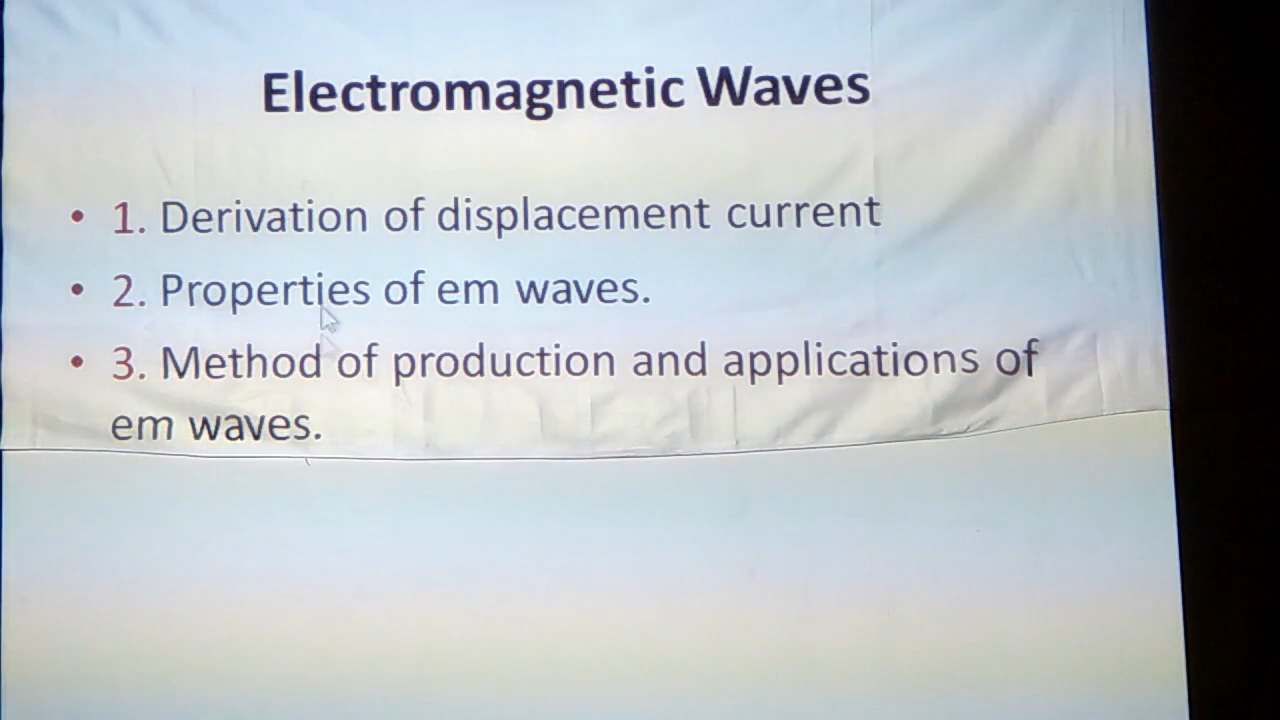 Electromagnetic Waves
• 1. Derivation of displacement current
• 2. Properties of em waves.
• 3. Method of production and applications of
em waves.